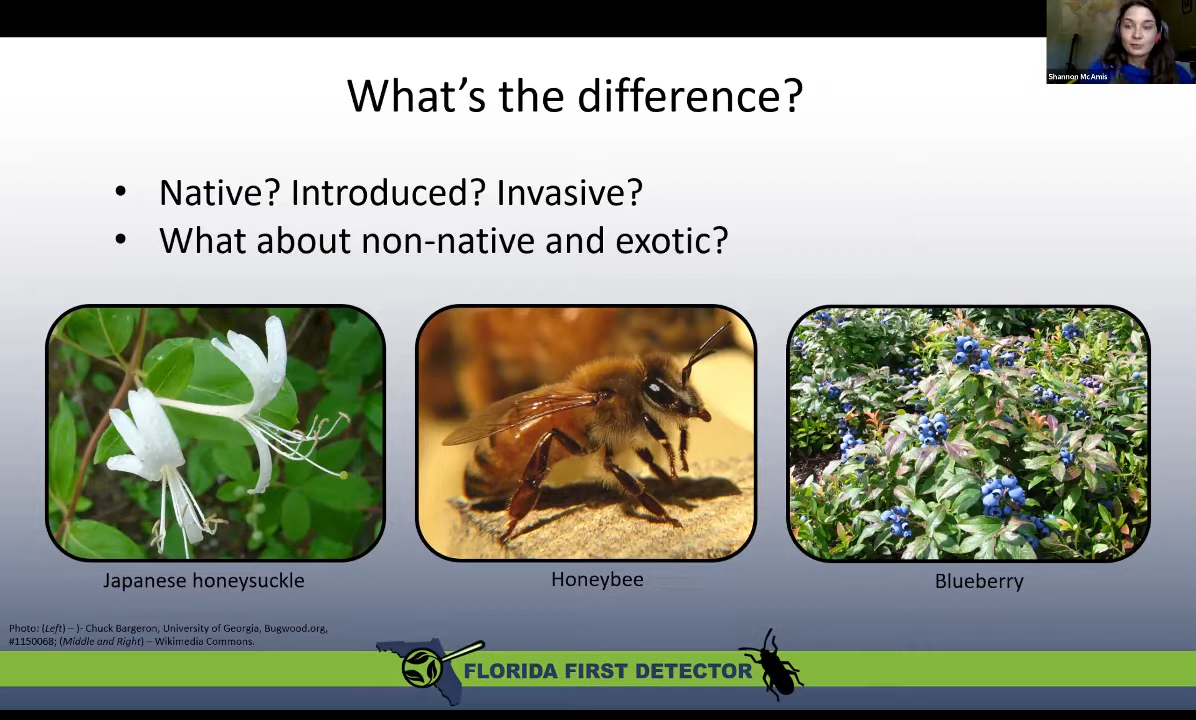 Shannon McAmis
What's the difference?
• Native? Introduced? Invasive?
• What about non-native and exotic?
Japanese honeysuckle
Honeybee
Blueberry
Photo: (Left) – )- Chuck Bargeron, University of Georgia, Bugwood.org,
#1150068; (Middle and Right) – Wikimedia Commons.
FLORIDA FIRST DETECTOR